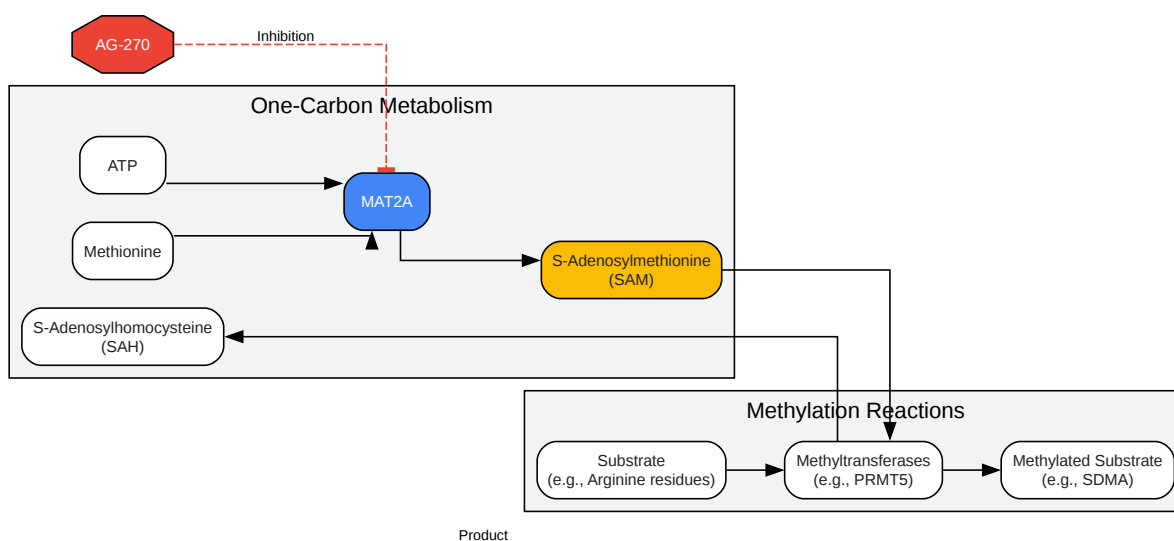 AG-270
Inhibition
One-Carbon Metabolism
ATP
MAT2A
Methionine
S-Adenosylmethionine
(SAM)
S-Adenosylhomocysteine
(SAH)
Methylation Reactions
Substrate
(e.g., Arginine residues)
Methyltransferases
(e.g., PRMT5)
Methylated Substrate
(e.g., SDMA)
Product